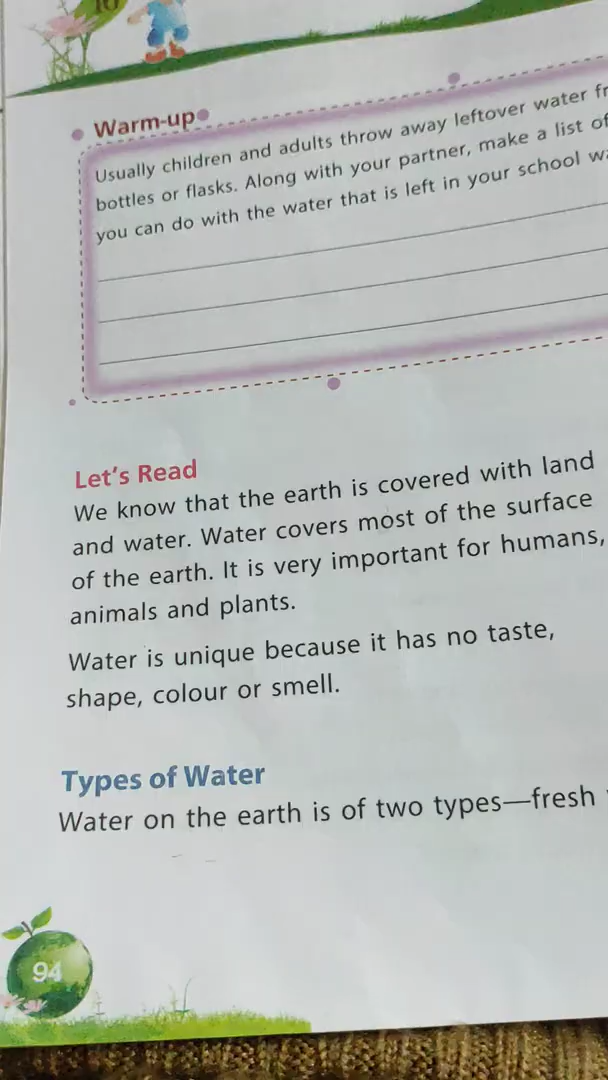 10
Warm-up
Usually children and adults throw away leftover water
bottles or flasks. Along with your partner, make a list of
you can do with the water that is left in your school
Let's Read
We know that the earth is covered with land
and water. Water covers most of the surface
of the earth. It is very important for humans,
animals and plants.
Water is unique because it has no taste,
shape, colour or smell.
Types of Water
Water on the earth is of two types—fresh
94